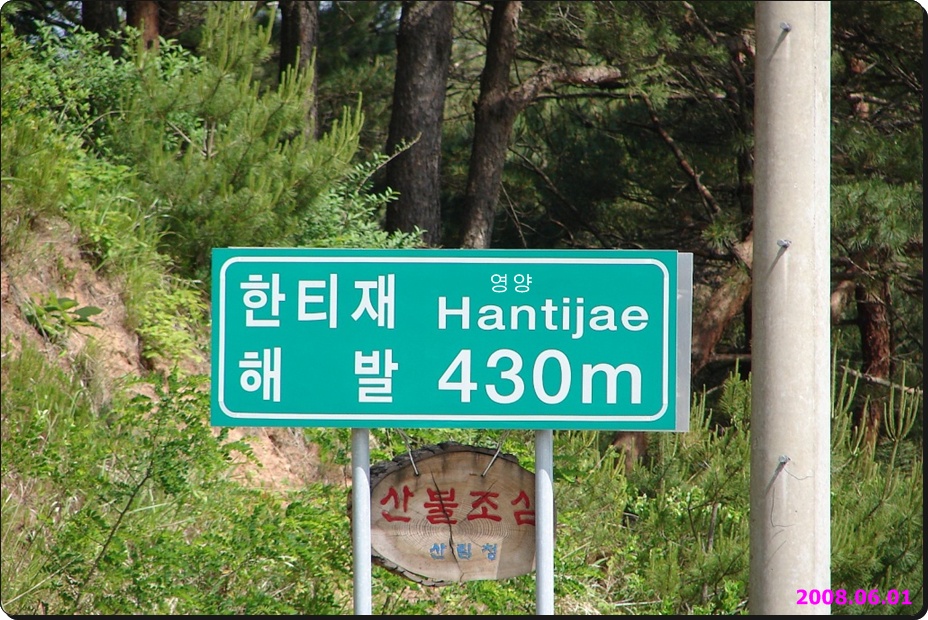 영양
한티재 Hantijae
해발 430m
산불조심
산림청
2008.06.01